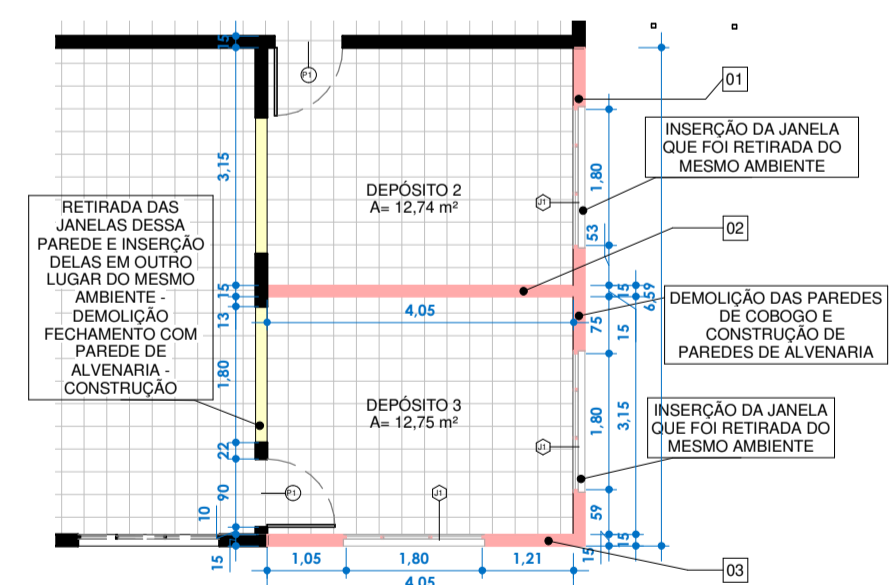 15
P1
01
INSERÇÃO DA JANELA
QUE FOI RETIRADA DO
MESMO AMBIENTE
3,15
1,80
DEPÓSITO 2
A= 12,74 m²
J1
RETIRADA DAS
JANELAS DESSA
PAREDE E INSERÇÃO
DELAS EM OUTRO
LUGAR DO MESMO
AMBIENTE -
DEMOLIÇÃO
FECHAMENTO COM
PAREDE DE
ALVENARIA -
CONSTRUÇÃO
53
02
15
15
6,59
4,05
13
75
15
DEMOLIÇÃO DAS PAREDES
DE COBOGO E
CONSTRUÇÃO DE
PAREDES DE ALVENARIA
1,80
DEPÓSITO 3
A= 12,75 m²
1,80
3,15
INSERÇÃO DA JANELA
QUE FOI RETIRADA DO
MESMO AMBIENTE
J1
22
90
P1
J1
10
59
15
15
15
1,05
1,80
1,21
03
4,05